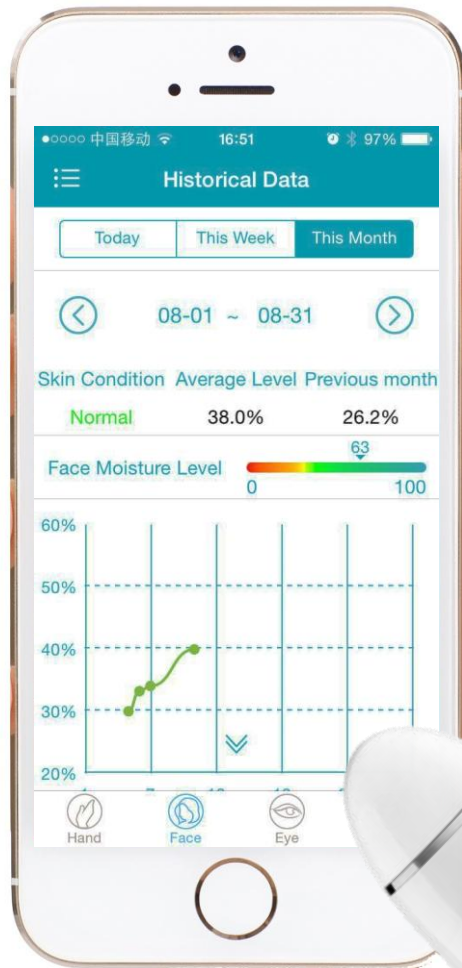 中国移动 16:51 97%
Historical Data
Today This Week This Month
08-01 ~ 08-31
Skin Condition Average Level Previous month
Normal 38.0% 26.2%
63
Face Moisture Level
0 100
60%
50%
40%
30%
20%
Hand Face Eye